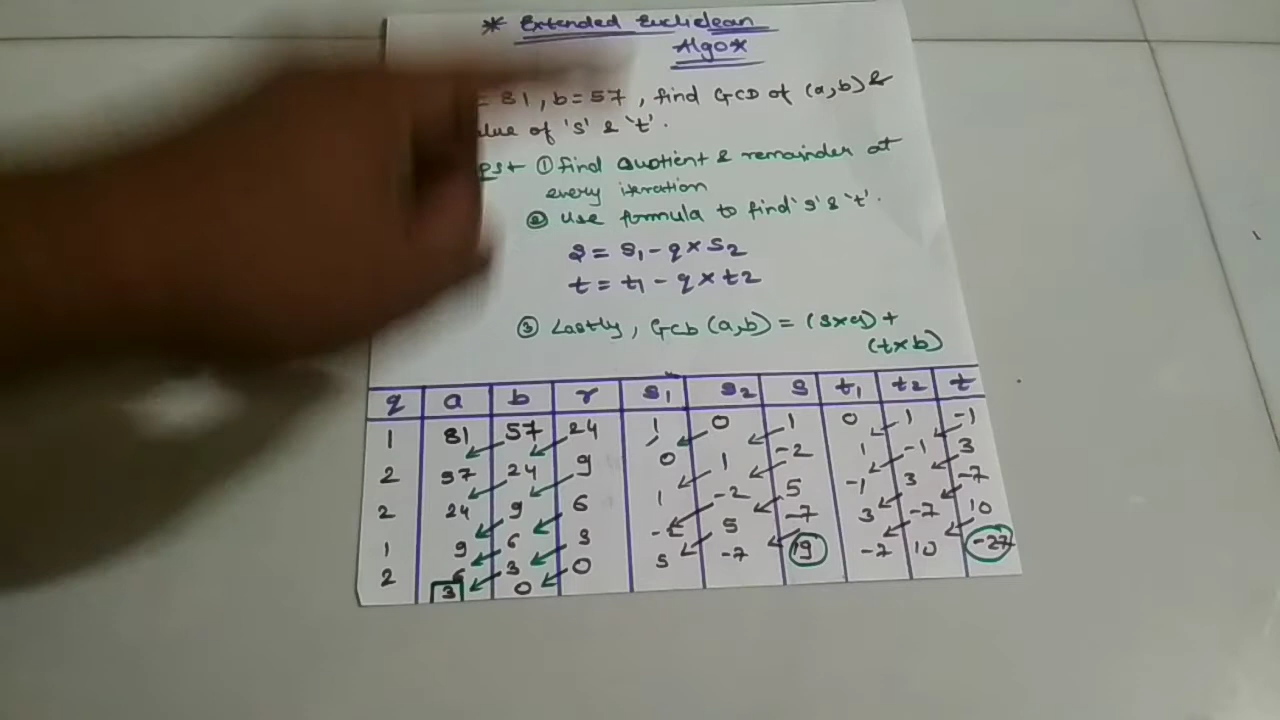 * Extended Euclidean
Algo*
= 81, b = 57, find GCD of (a, b) &
of 's' & 't'.
① find Quotient & remainder at
every iteration
② Use formula to find 's' & 't'.
S = S₁ - q × S₂
t = t₁ - q × t2
③ Lastly, GCD (a, b) = (s×a) +
(t×b)
q a b r S₁ S₂ S t₁ t₂ t
1 81 57 24 1 0 1 0 1 -1
2 57 24 9 0 1 -2 1 -1 3
2 24 9 6 1 -2 5 -1 3 -7
1 9 6 3 -2 5 -7 3 -7 10
2 6 3 0 5 -7 19 -7 10 -27
3 0